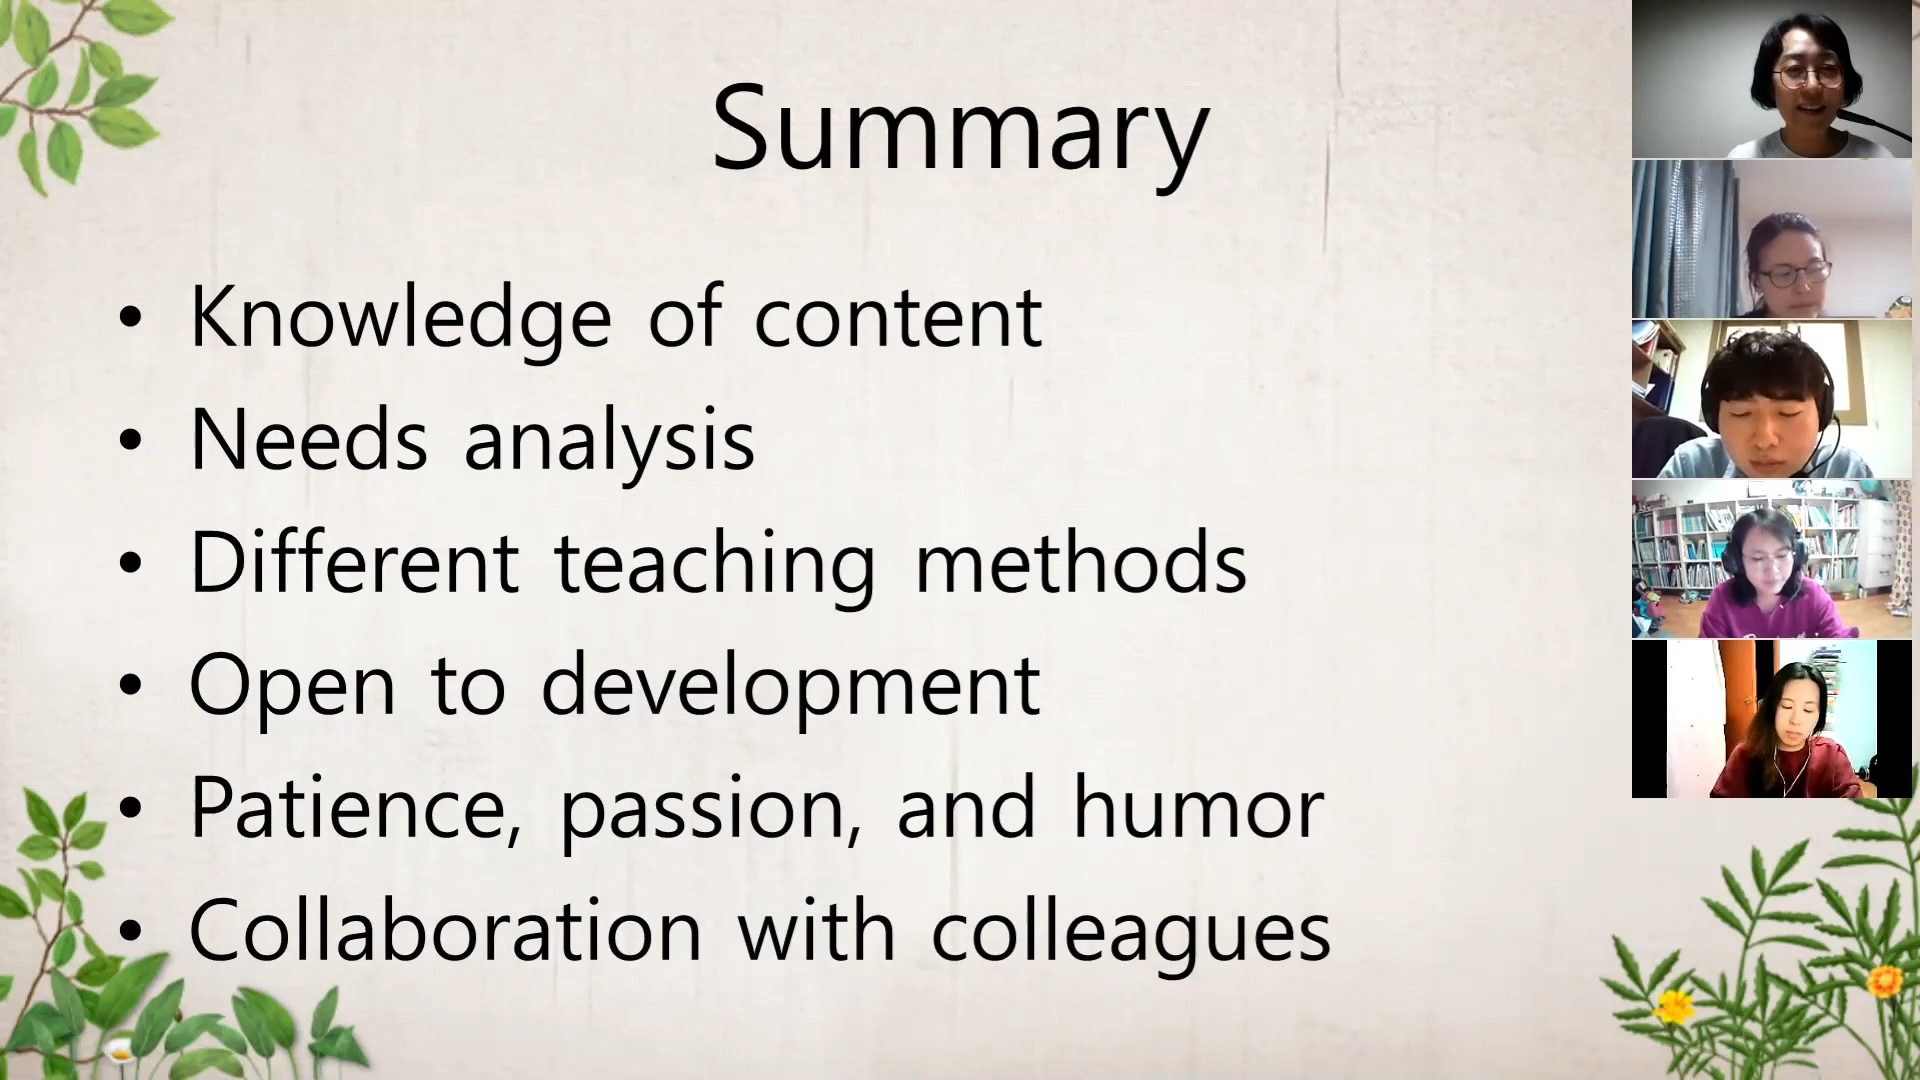 Summary
• Knowledge of content
• Needs analysis
• Different teaching methods
• Open to development
• Patience, passion, and humor
• Collaboration with colleagues